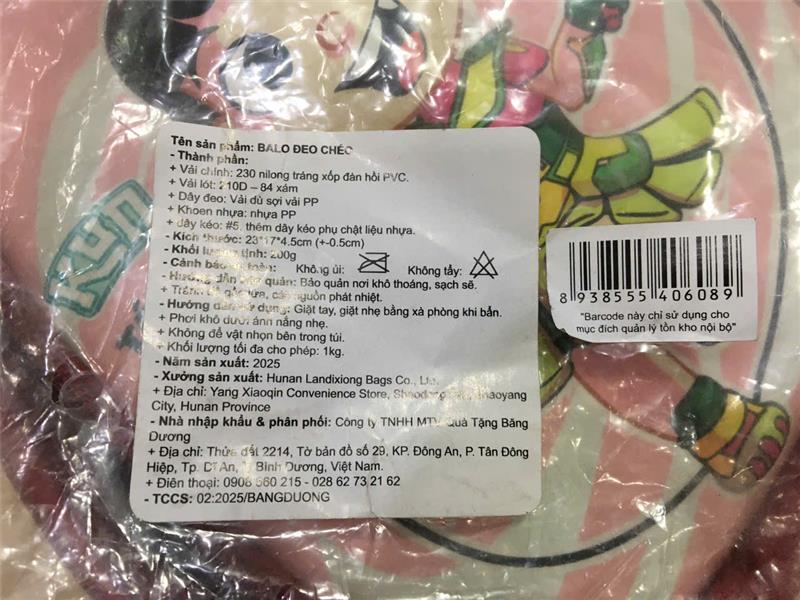 Tên sản phẩm: BALO ĐEO CHÉO
- Thành phần:
+ Vải chính: 230 nilong tráng xốp đàn hồi PVC.
+ Vải lót: 210D – 84 xám
+ Dây đeo: Vải dù sợi vải PP
+ Khoen nhựa: nhựa PP
+ dây kéo: #5, thêm dây kéo phụ chật liệu nhựa.
- Kích thước: 23*17*4.5cm (+-0.5cm)
- Khối lượng tịnh: 200g
- Cảnh báo an toàn: Không ủi: Không tẩy:
- Hướng dẫn bảo quản: Bảo quản nơi khô thoáng, sạch sẽ.
+ Tránh để gần lửa, các nguồn phát nhiệt.
- Hướng dẫn sử dụng: Giặt tay, giặt nhẹ bằng xà phòng khi bẩn.
+ Phơi khô dưới ánh nắng nhẹ.
+ Không để vật nhọn bên trong túi.
+ Khối lượng tối đa cho phép: 1kg.
- Năm sản xuất: 2025
- Xưởng sản xuất: Hunan Landixiong Bags Co., Ltd.
+ Địa chỉ: Yang Xiaoqin Convenience Store, Shaoyang
City, Hunan Province
- Nhà nhập khẩu & phân phối: Công ty TNHH MTV Quà Tặng Băng
Dương
+ Địa chỉ: Thửa đất 2214, Tờ bản đồ số 29, KP. Đông An, P. Tân Đông
Hiệp, Tp. Dĩ An, Bình Dương, Việt Nam.
+ Điện thoại: 0908 560 215 - 028 62 73 21 62
- TCCS: 02:2025/BANGDUONG
8 938555 406089
"Barcode này chỉ sử dụng cho
mục đích quản lý tồn kho nội bộ"